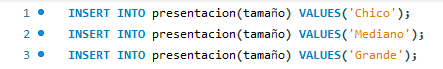 1 INSERT INTO presentacion(tamaño) VALUES('Chico');
2 INSERT INTO presentacion(tamaño) VALUES('Mediano');
3 INSERT INTO presentacion(tamaño) VALUES('Grande');